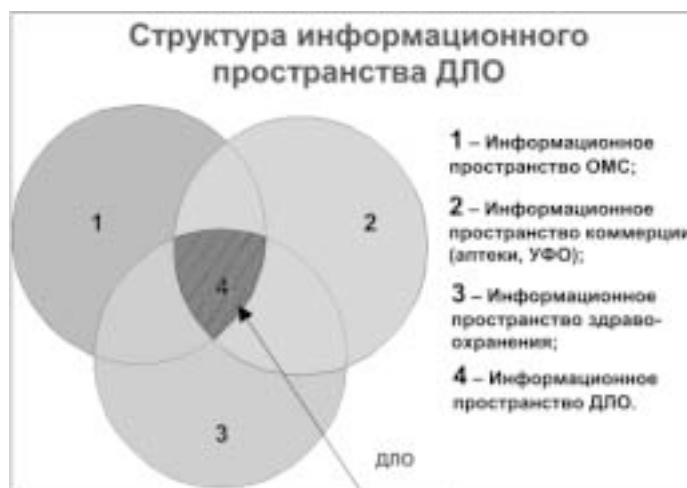 Структура информационного
пространства ДЛО
1
2
4
3
ДЛО
1 – Информационное
пространство ОМС;
2 – Информационное
пространство коммерции
(аптеки, УФО);
3 – Информационное
пространство здраво-
охранения;
4 – Информационное
пространство ДЛО.